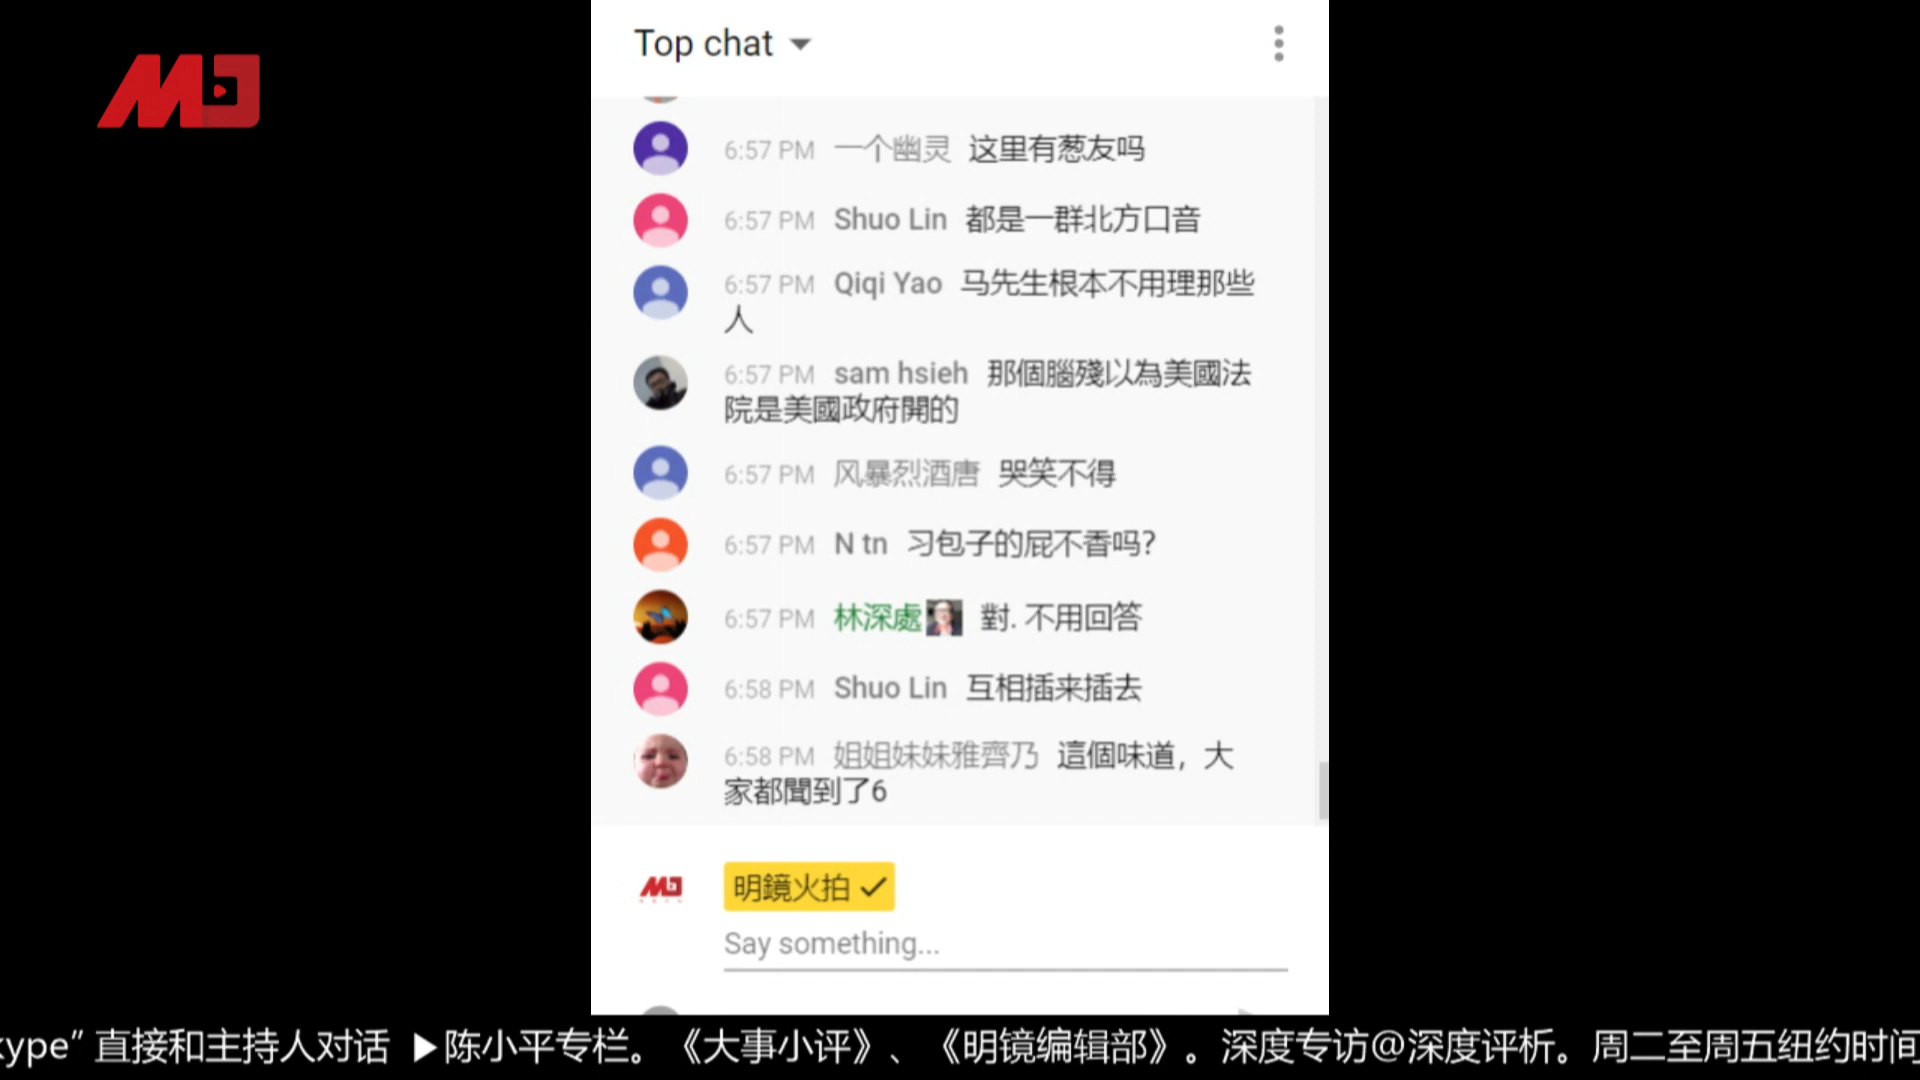 MJ
Top chat
6:57 PM 一个幽灵 这里有葱友吗
6:57 PM Shuo Lin 都是一群北方口音
6:57 PM Qiqi Yao 马先生根本不用理那些
人
6:57 PM sam hsieh 那個腦殘以為美國法
院是美國政府開的
6:57 PM 风暴烈酒唐 哭笑不得
6:57 PM N tn 习包子的屁不香吗?
6:57 PM 林深處 對. 不用回答
6:58 PM Shuo Lin 互相插来插去
6:58 PM 姐姐妹妹雅齊乃 這個味道，大
家都聞到了6
明鏡火拍
Say something...
kype” 直接和主持人对话 ▶陈小平专栏。《大事小评》、《明镜编辑部》。深度专访@深度评析。周二至周五纽约时间